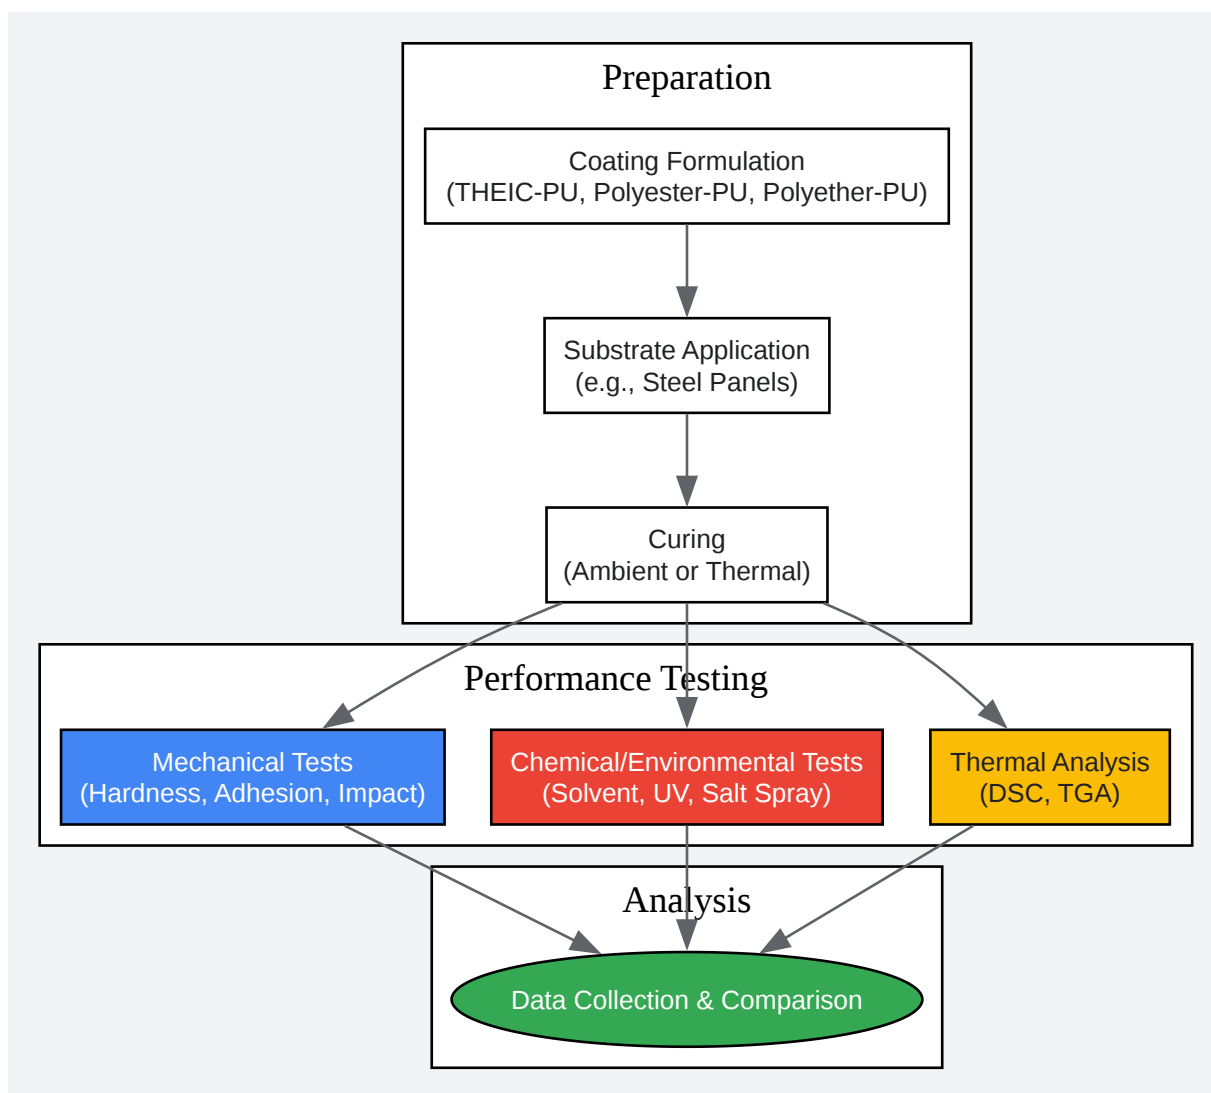 Preparation
Coating Formulation
(THEIC-PU, Polyester-PU, Polyether-PU)
Substrate Application
(e.g., Steel Panels)
Curing
(Ambient or Thermal)
Performance Testing
Mechanical Tests
(Hardness, Adhesion, Impact)
Chemical/Environmental Tests
(Solvent, UV, Salt Spray)
Thermal Analysis
(DSC, TGA)
Analysis
Data Collection & Comparison